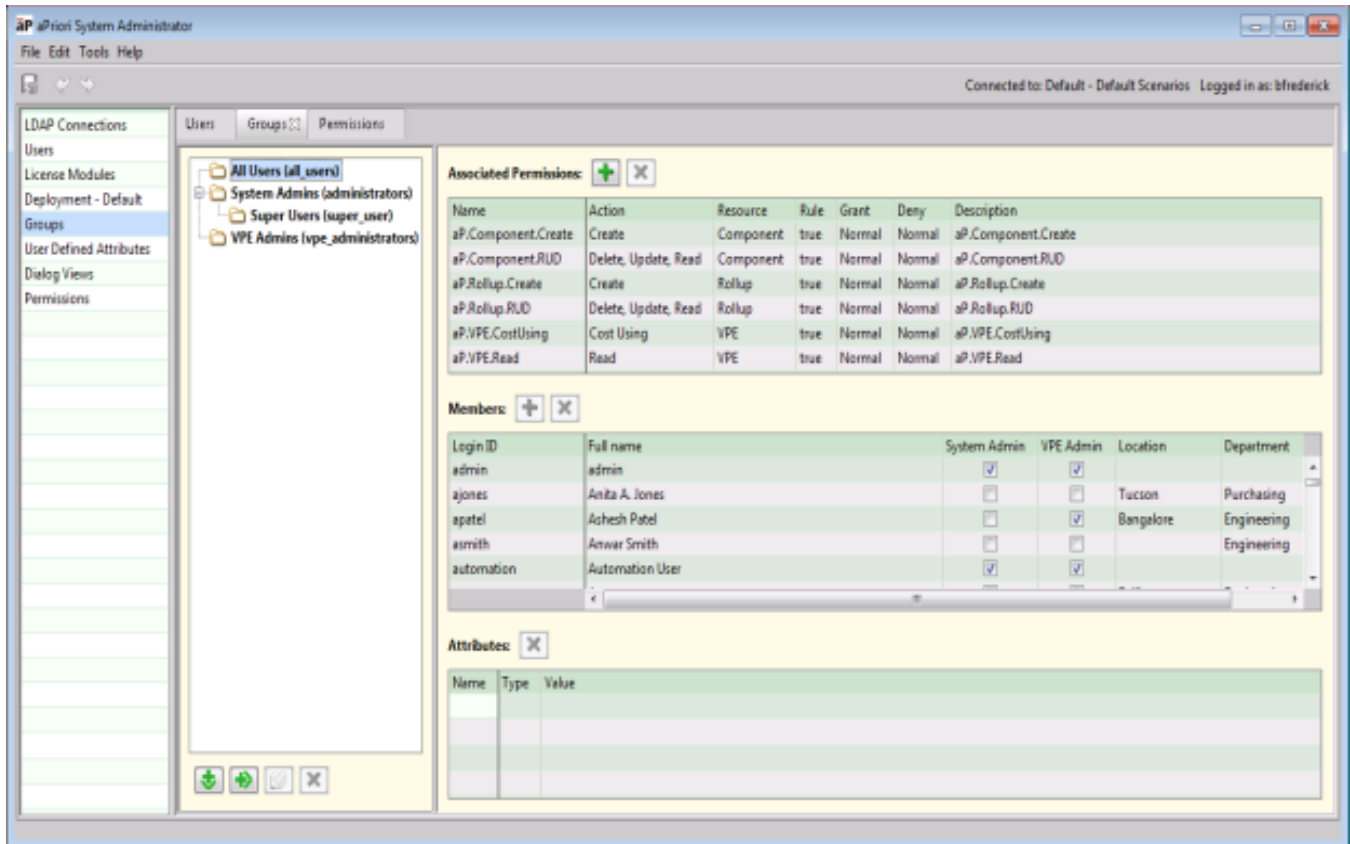 aP aPriori System Administrator
File Edit Tools Help
Connected to: Default - Default Scenarios Logged in as: bfrederick
LDAP Connections
Users
License Modules
Deployment - Default
Groups
User Defined Attributes
Dialog Views
Permissions
Users Groups Permissions
All Users (all_users)
System Admins (administrators)
Super Users (super_user)
VPE Admins (vpe_administrators)
Associated Permissions:
Name Action Resource Rule Grant Deny Description
aP.Component.Create Create Component true Normal Normal aP.Component.Create
aP.Component.RUD Delete, Update, Read Component true Normal Normal aP.Component.RUD
aP.Rollup.Create Create Rollup true Normal Normal aP.Rollup.Create
aP.Rollup.RUD Delete, Update, Read Rollup true Normal Normal aP.Rollup.RUD
aP.VPE.CostUsing Cost Using VPE true Normal Normal aP.VPE.CostUsing
aP.VPE.Read Read VPE true Normal Normal aP.VPE.Read
Members:
Login ID Full name System Admin VPE Admin Location Department
admin admin
ajones Anita A. Jones Tucson Purchasing
apatel Ashesh Patel Bangalore Engineering
asmith Anwar Smith Engineering
automation Automation User
Attributes:
Name Type Value